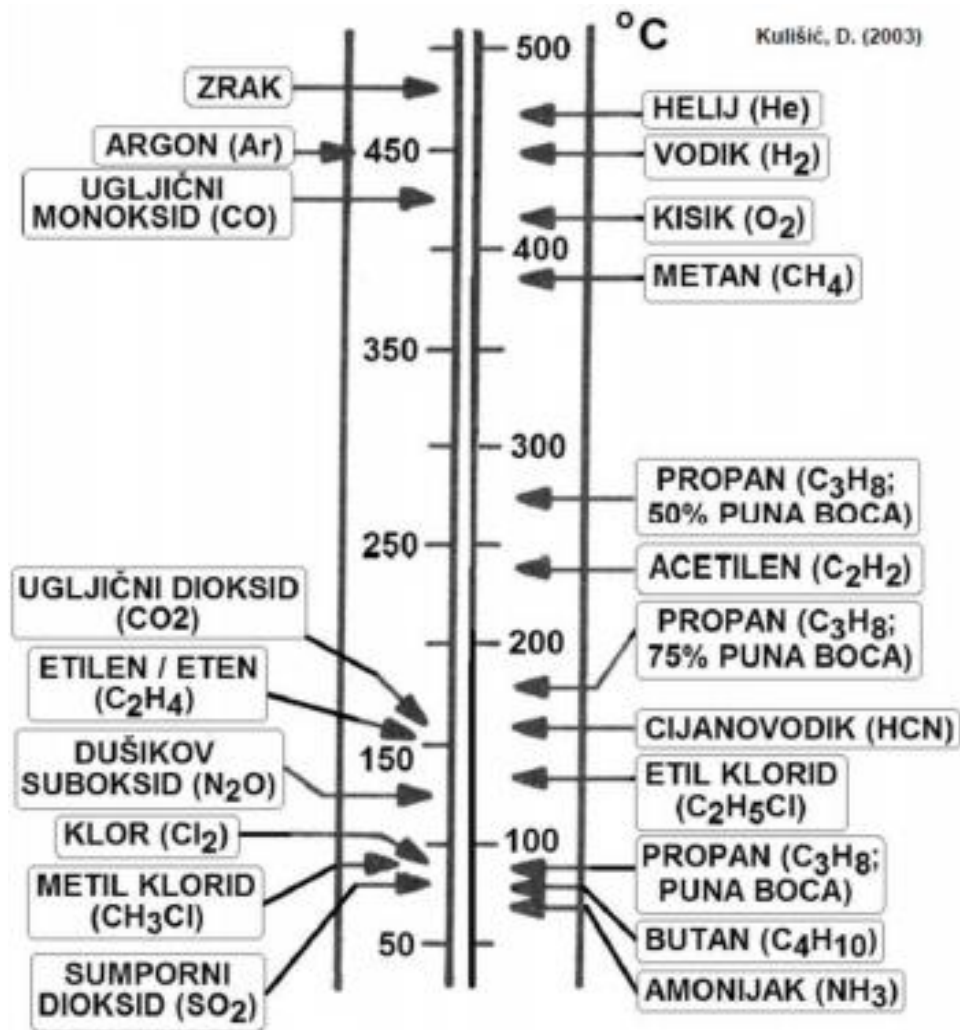 °C
Kulišić, D. (2003)
500
ZRAK
HELIJ (He)
ARGON (Ar)
450
VODIK (H2)
UGLJIČNI
MONOKSID (CO)
KISIK (O2)
400
METAN (CH4)
350
300
PROPAN (C3H8;
50% PUNA BOCA)
250
ACETILEN (C2H2)
UGLJIČNI DIOKSID
(CO2)
PROPAN (C3H8;
75% PUNA BOCA)
200
ETILEN / ETEN
(C2H4)
CIJANOVODIK (HCN)
150
DUŠIKOV
SUBOKSID (N2O)
ETIL KLORID
(C2H5Cl)
KLOR (Cl2)
100
PROPAN (C3H8;
PUNA BOCA)
METIL KLORID
(CH3Cl)
BUTAN (C4H10)
50
SUMPORNI
DIOKSID (SO2)
AMONIJAK (NH3)